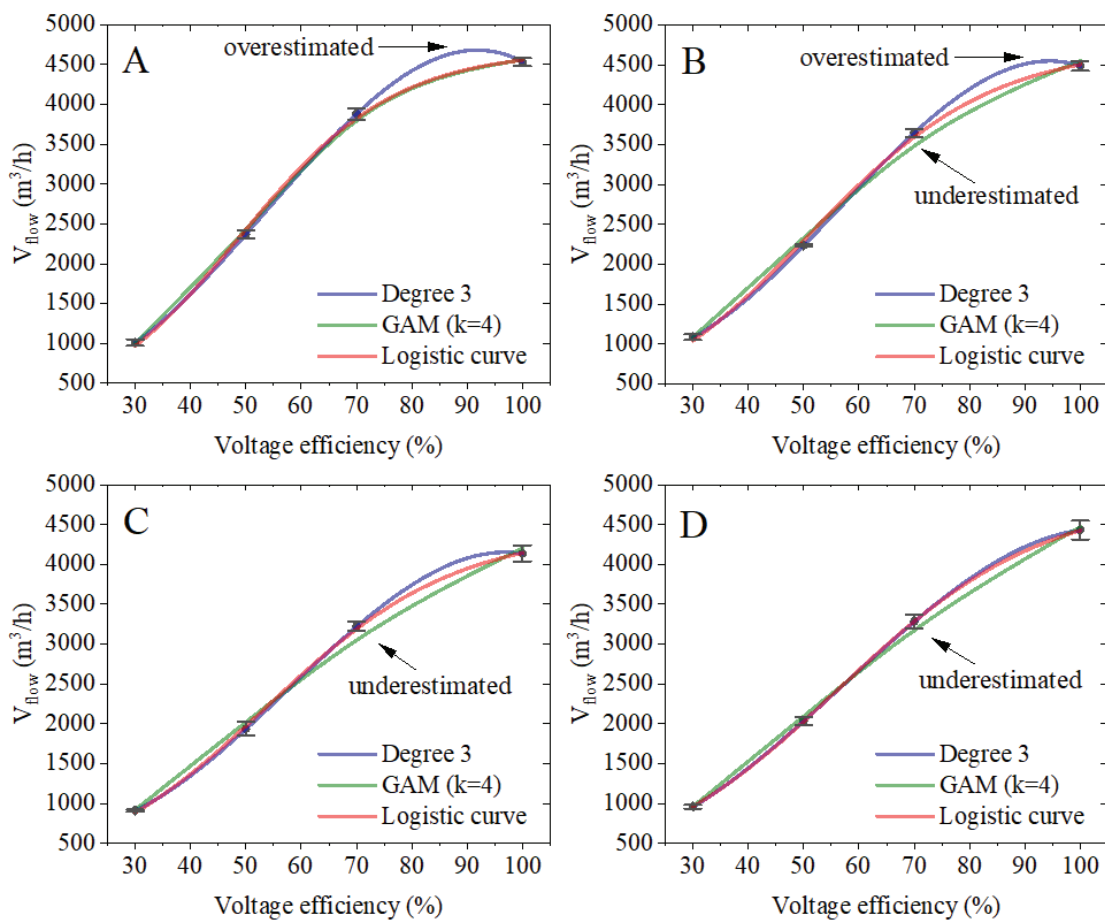 A
overestimated
5000
4500
4000
3500
3000
2500
2000
1500
1000
500
V_flow (m³/h)
Degree 3
GAM (k=4)
Logistic curve
30 40 50 60 70 80 90 100
Voltage efficiency (%)
B
overestimated
underestimated
5000
4500
4000
3500
3000
2500
2000
1500
1000
500
V_flow (m³/h)
Degree 3
GAM (k=4)
Logistic curve
30 40 50 60 70 80 90 100
Voltage efficiency (%)
C
underestimated
5000
4500
4000
3500
3000
2500
2000
1500
1000
500
V_flow (m³/h)
Degree 3
GAM (k=4)
Logistic curve
30 40 50 60 70 80 90 100
Voltage efficiency (%)
D
underestimated
5000
4500
4000
3500
3000
2500
2000
1500
1000
500
V_flow (m³/h)
Degree 3
GAM (k=4)
Logistic curve
30 40 50 60 70 80 90 100
Voltage efficiency (%)